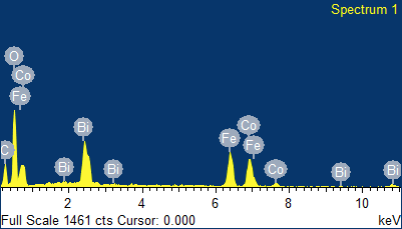 Spectrum 1
O
Co
Fe
C
Bi
Bi
Bi
Fe
Co
Fe
Co
Bi
Bi
2 4 6 8 10
Full Scale 1461 cts Cursor: 0.000 keV